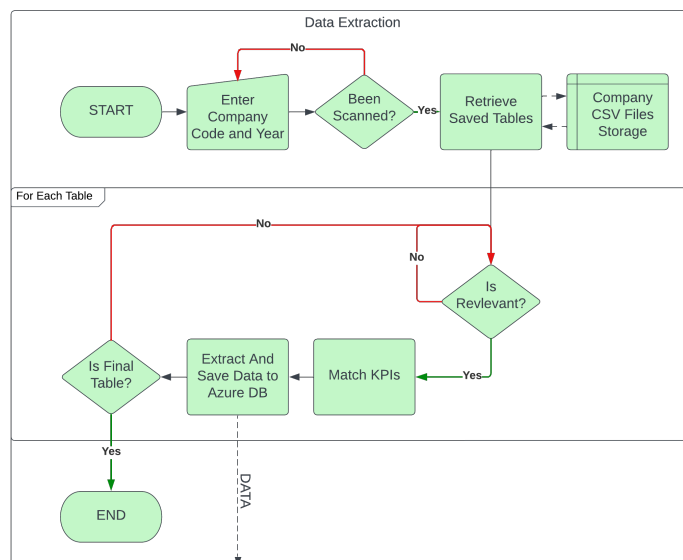 Data Extraction
No
START
Enter
Company
Code and Year
Been
Scanned?
Yes
Retrieve
Saved Tables
Company
CSV Files
Storage
For Each Table
No
No
Is
Revlevant?
Is Final
Table?
Extract And
Save Data to
Azure DB
Match KPIs
Yes
Yes
DATA
END